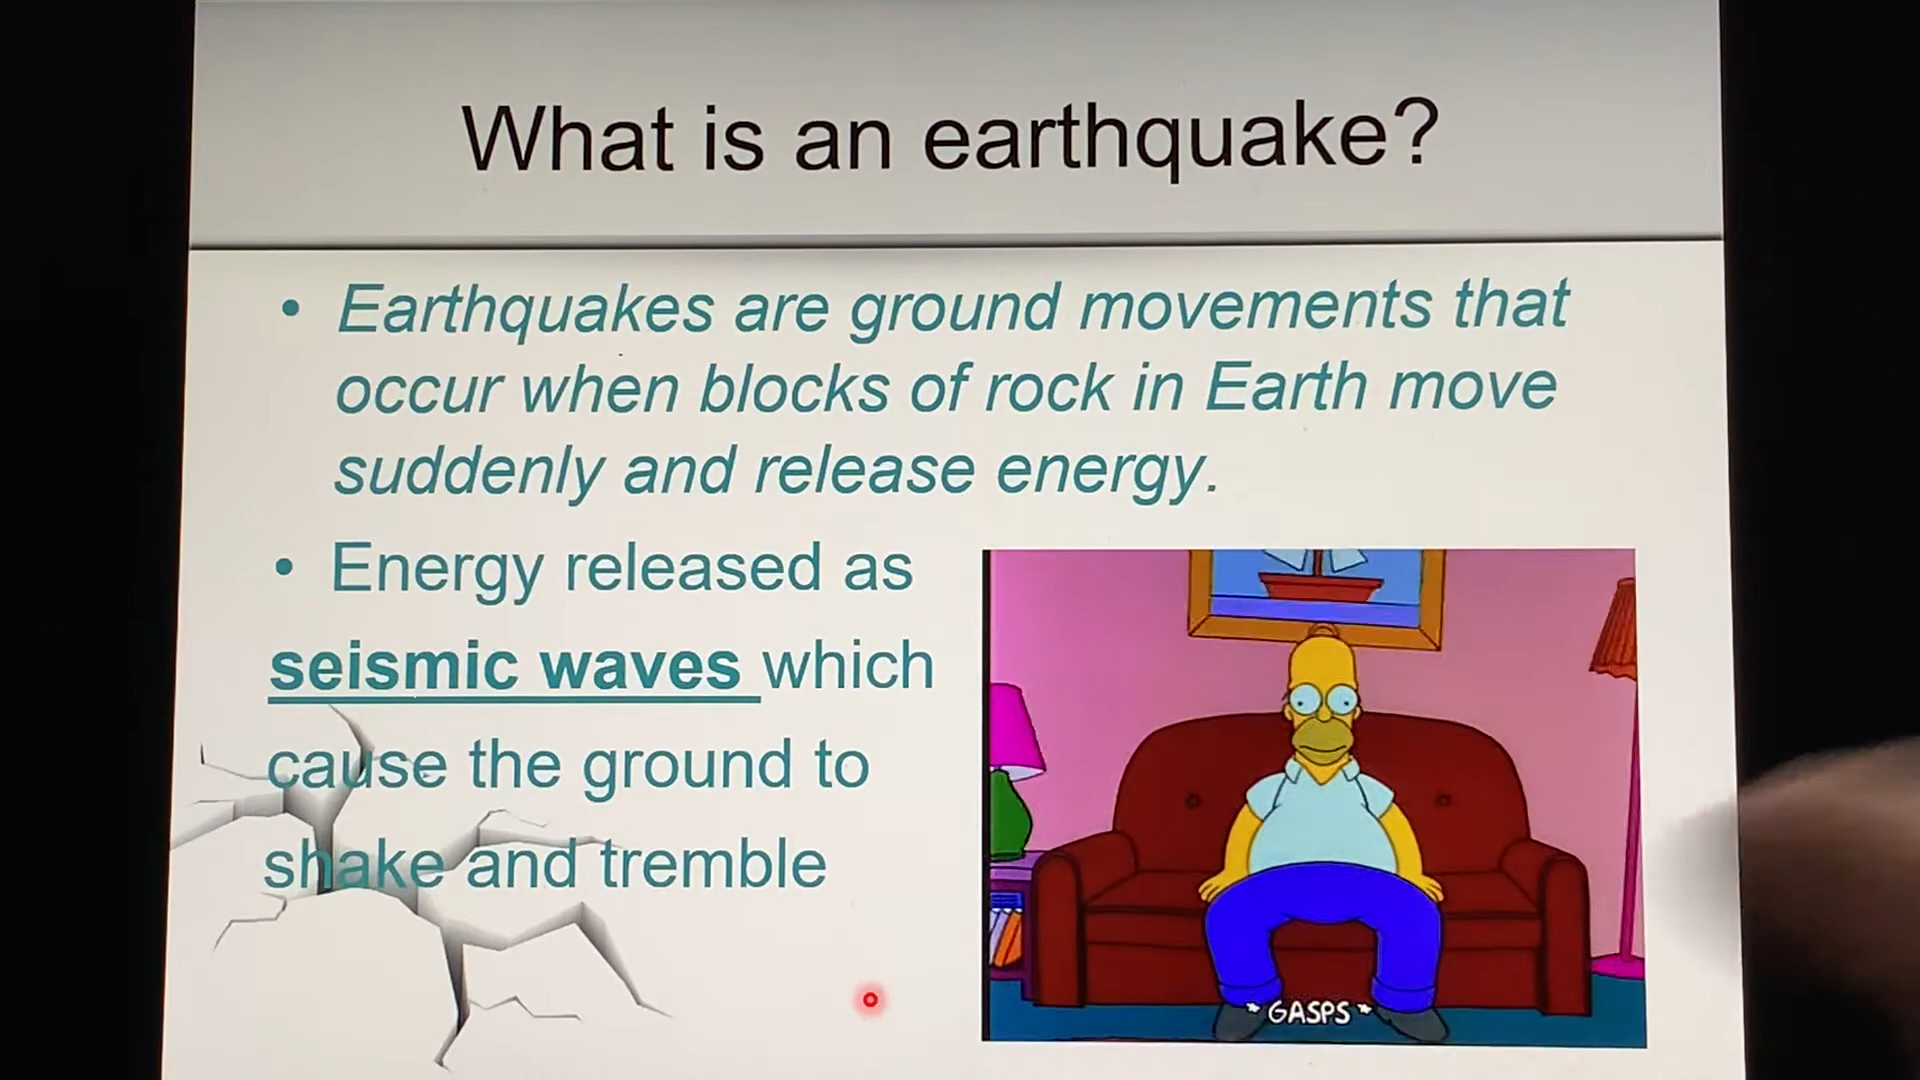 What is an earthquake?
• Earthquakes are ground movements that
occur when blocks of rock in Earth move
suddenly and release energy.
• Energy released as
seismic waves which
cause the ground to
shake and tremble
* GASPS *